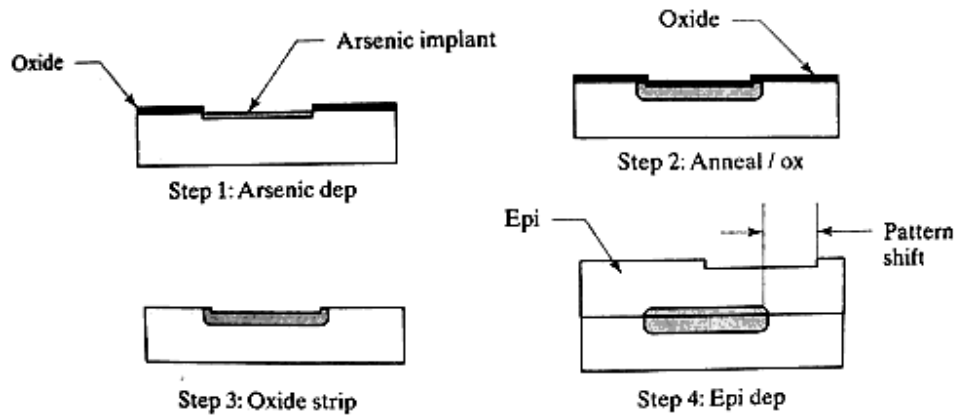 Oxide
Arsenic implant
Step 1: Arsenic dep
Oxide
Step 2: Anneal / ox
Step 3: Oxide strip
Epi
Pattern
shift
Step 4: Epi dep